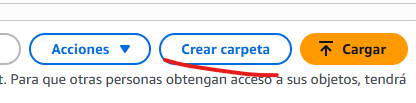 Acciones Crear carpeta Cargar
t. Para que otras personas obtengan acceso a sus objetos, tendrá